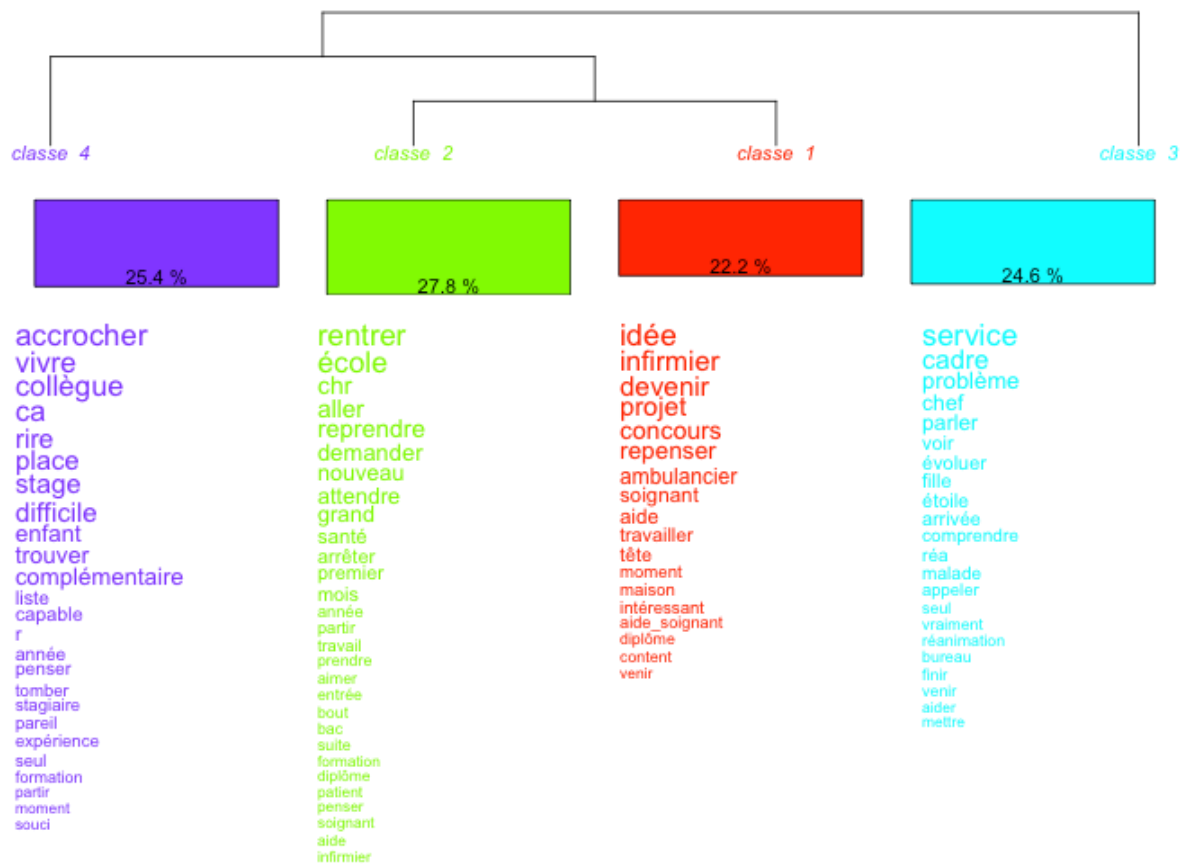 classe 4
classe 2
classe 1
classe 3
25.4 %
27.8 %
22.2 %
24.6 %
accrocher
vivre
collègue
ca
rire
place
stage
difficile
enfant
trouver
complémentaire
liste
capable
r
année
penser
tomber
stagiaire
pareil
expérience
seul
formation
partir
moment
souci
rentrer
école
chr
aller
reprendre
demander
nouveau
attendre
grand
santé
arrêter
premier
mois
année
partir
travail
prendre
aimer
entrée
bout
bac
suite
formation
diplôme
patient
penser
soignant
aide
infirmier
idée
infirmier
devenir
projet
concours
repenser
ambulancier
soignant
aide
travailler
tête
moment
maison
intéressant
aide_soignant
diplôme
content
venir
service
cadre
problème
chef
parler
voir
évoluer
fille
étoile
arrivée
comprendre
réa
malade
appeler
seul
vraiment
réanimation
bureau
finir
venir
aider
mettre